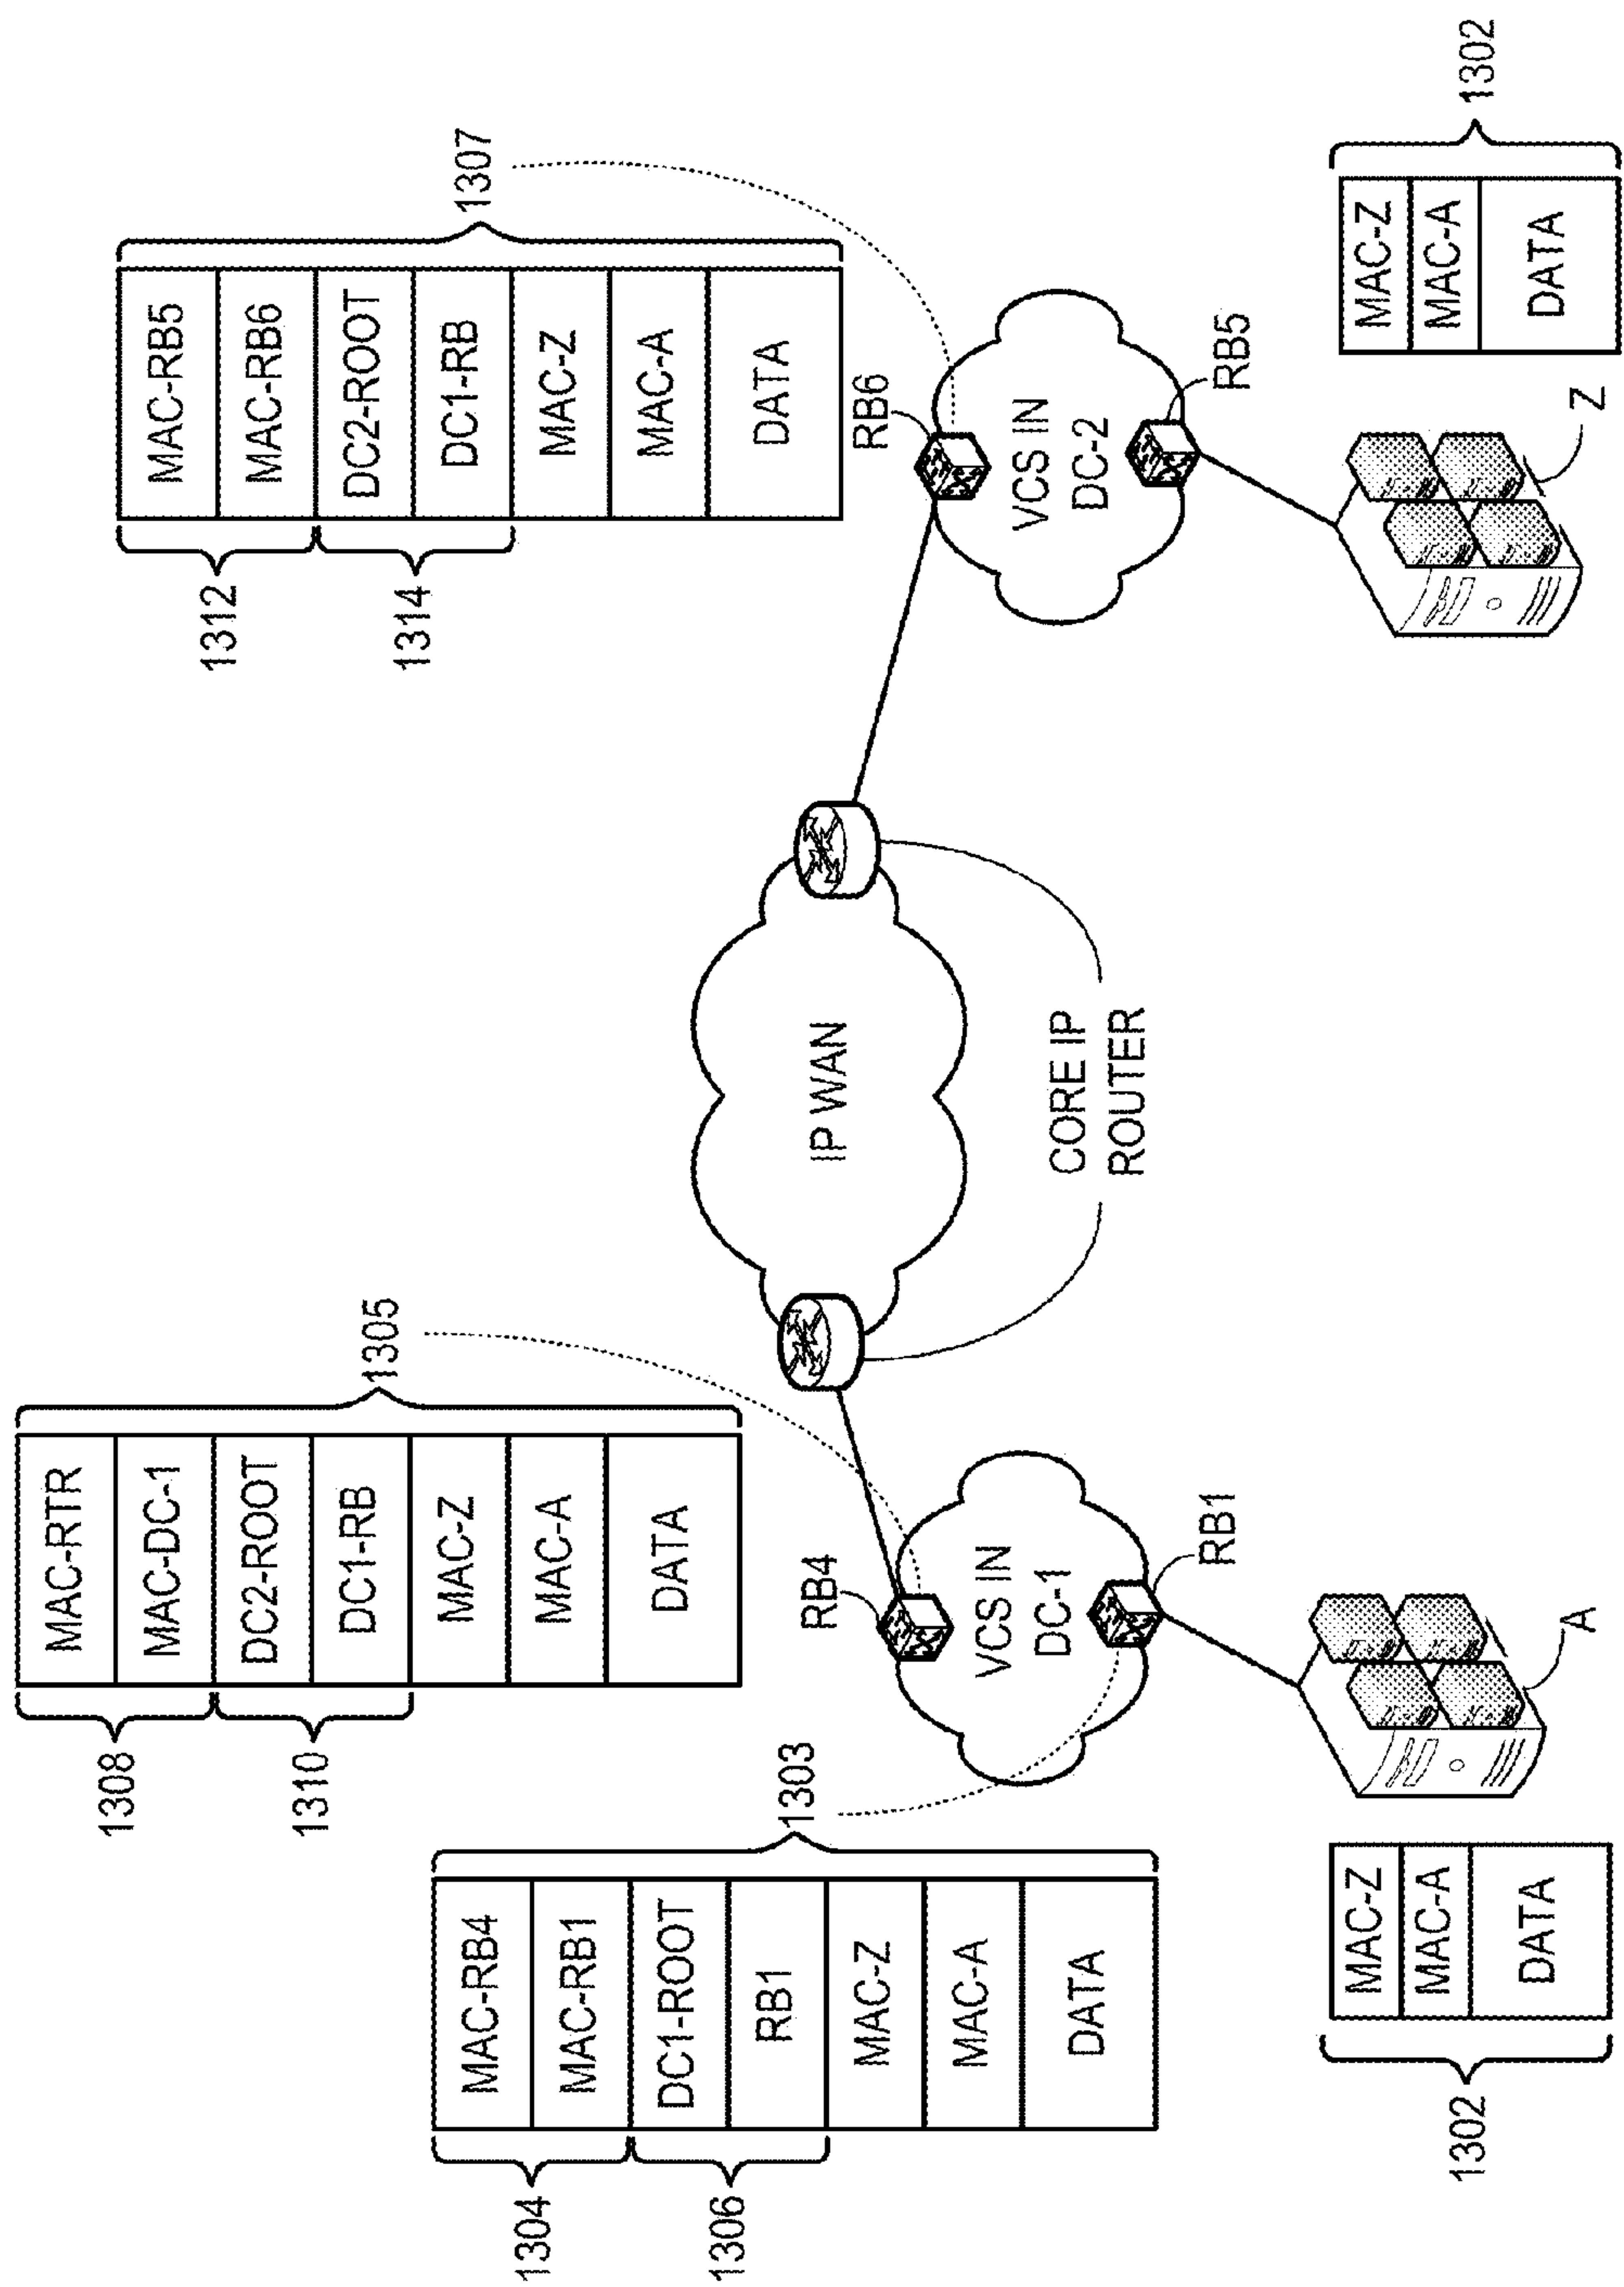 1308
1310
MAC-RTR
MAC-DC-1
DC2-ROOT
DC1-RB
MAC-Z
MAC-A
DATA
1305
1312
1314
MAC-RB5
MAC-RB6
DC2-ROOT
DC1-RB
MAC-Z
MAC-A
DATA
1307
1304
1306
MAC-RB4
MAC-RB1
DC1-ROOT
RB1
MAC-Z
MAC-A
DATA
1303
RB4
VCS IN
DC-1
RB1
IP WAN
CORE IP
ROUTER
RB6
VCS IN
DC-2
RB5
1302
MAC-Z
MAC-A
DATA
A
Z
MAC-Z
MAC-A
DATA
1302